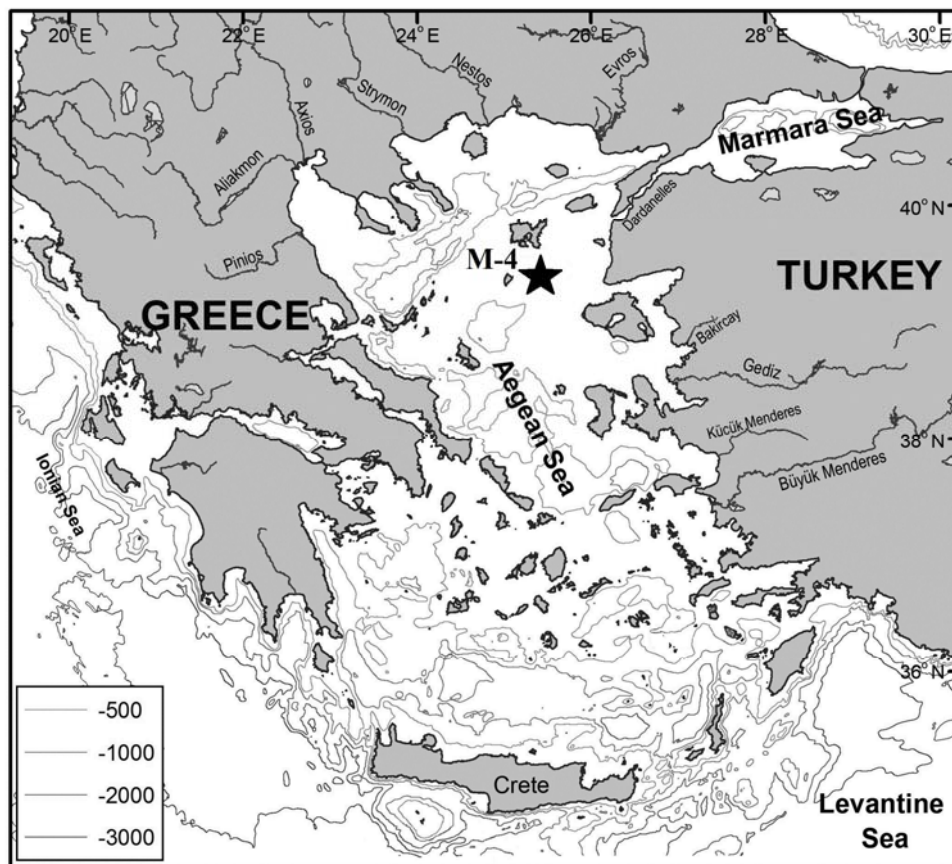 20°E
22°E
24°E
26°E
28°E
30°E
Nestos
Evros
Strymon
Axios
Marmara Sea
Aliakmon
Dardanelles
40°N
Pinios
M-4
TURKEY
GREECE
Bakircay
Aegean Sea
Gediz
Kücük Menderes
38°N
Büyük Menderes
Ionian Sea
36°N
-500
-1000
-2000
-3000
Crete
Levantine
Sea